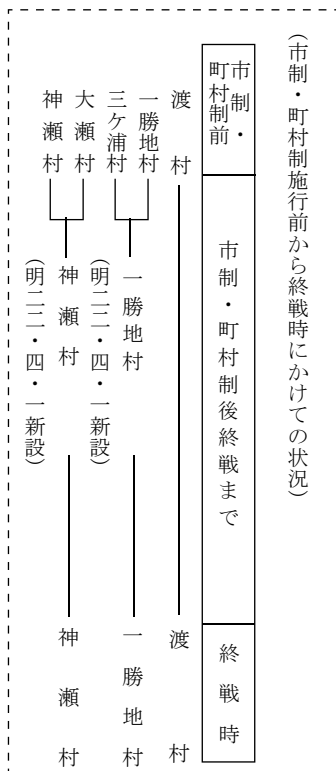 （市制・町村制施行前から終戦時にかけての状況）
市制・
町村制前
市制・町村制後終戦まで
終戦時
渡村
渡村
一勝地村
三ケ浦村
一勝地村
（明二二・四・一新設）
一勝地村
大瀬村
神瀬村
神瀬村
（明二二・四・一新設）
神瀬村